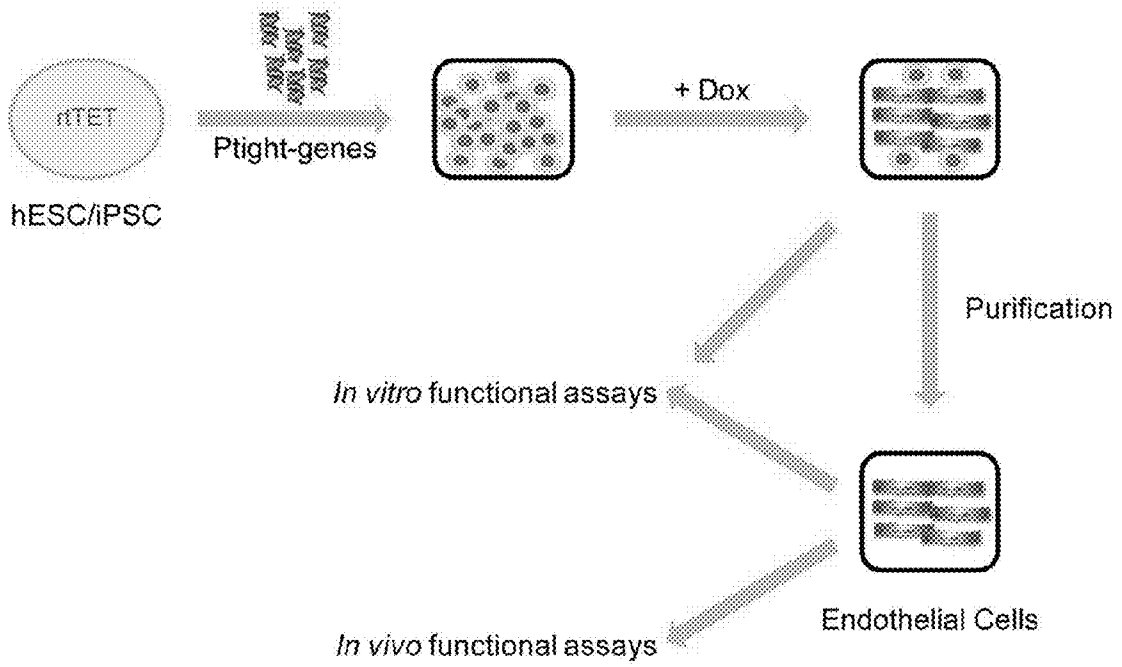 rtTET
Ptight-genes
+ Dox
hESC/iPSC
Purification
In vitro functional assays
Endothelial Cells
In vivo functional assays